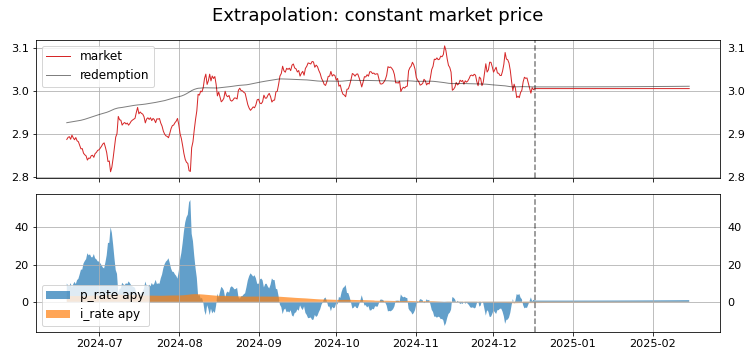 Extrapolation: constant market price
3.1 market 3.1
redemption
3.0 3.0
2.9 2.9
2.8 2.8
40 40
20 20
p_rate apy
0 0
i_rate apy
2024-07 2024-08 2024-09 2024-10 2024-11 2024-12 2025-01 2025-02